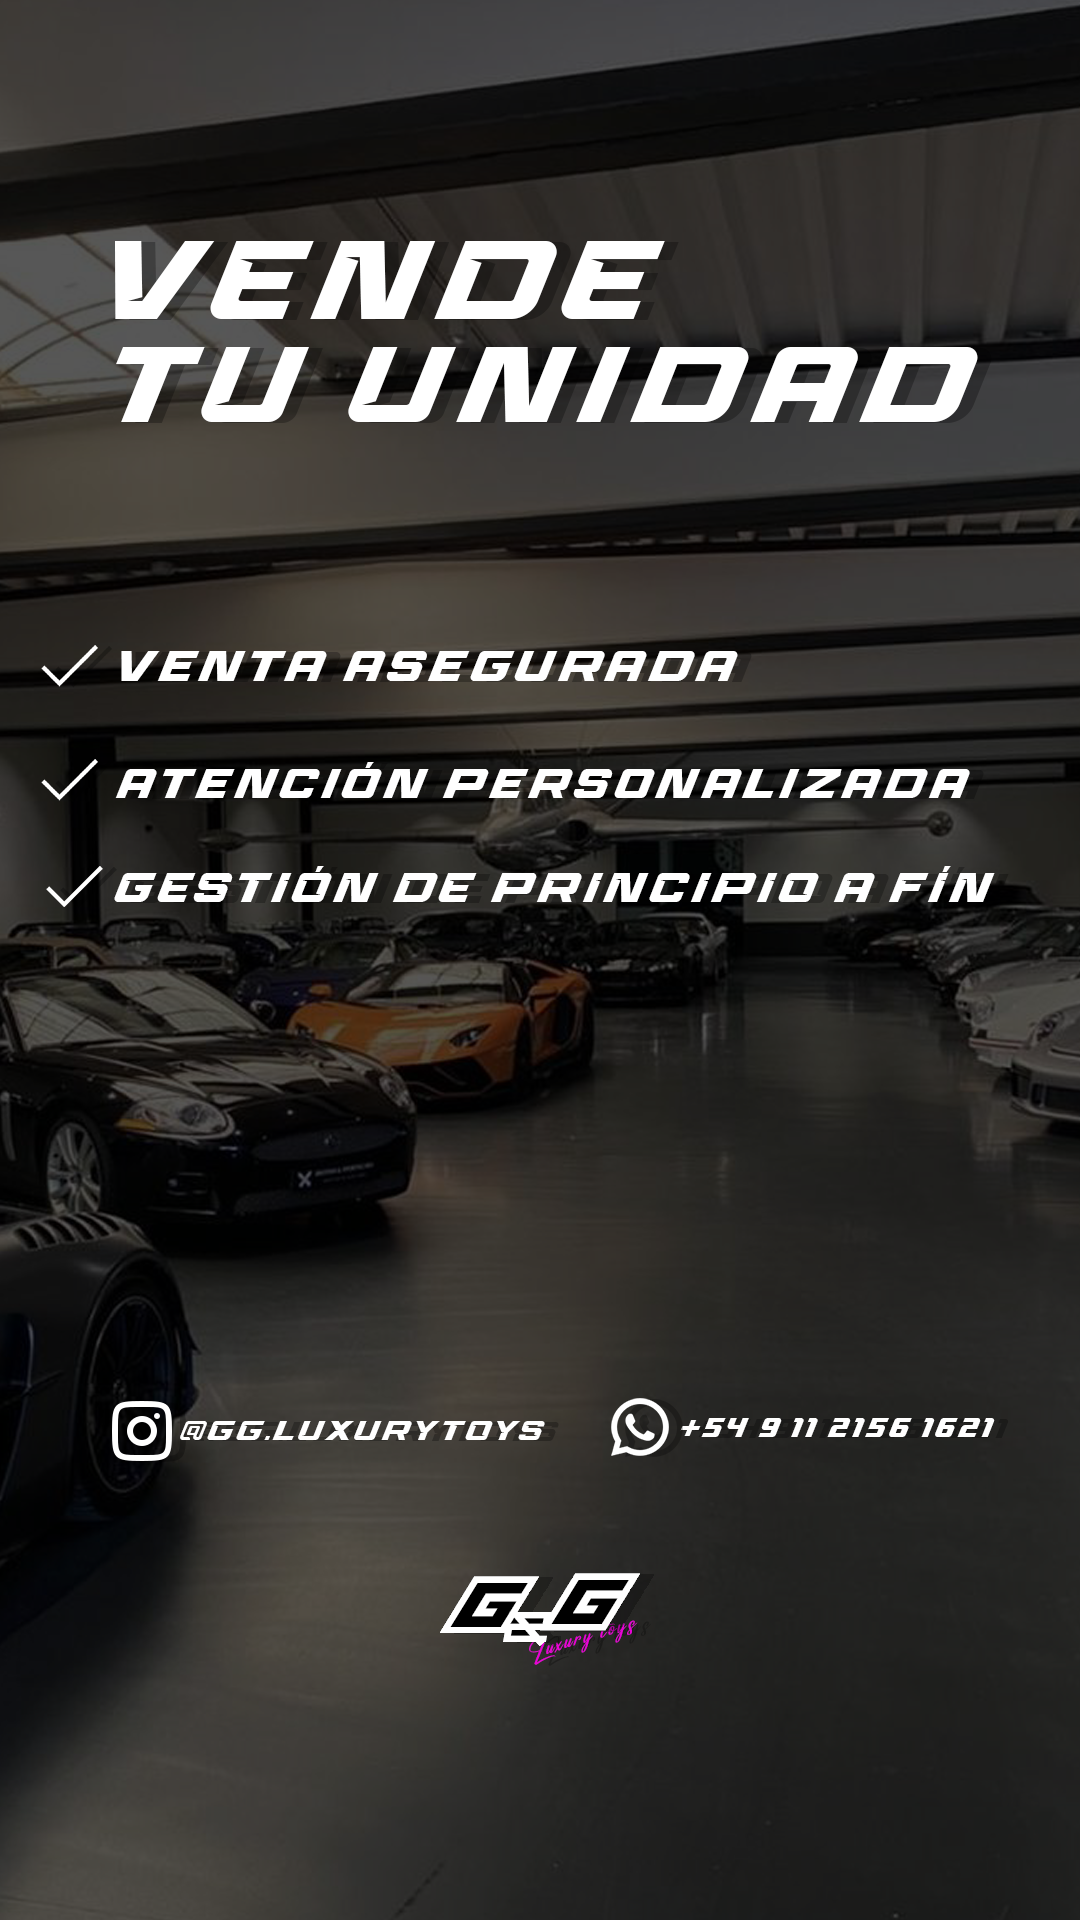 VENDE
TU UNIDAD
VENTA ASEGURADA
ATENCIÓN PERSONALIZADA
GESTIÓN DE PRINCIPIO A FÍN
@GG.LUXURYTOYS
+54 9 11 2156 1621
G&G
Luxury toys